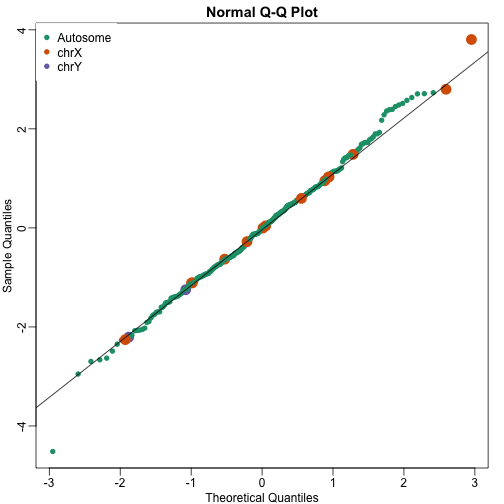 Normal Q-Q Plot
Autosome
chrX
chrY
Sample Quantiles
4
2
0
-2
-4
-3
-2
-1
0
1
2
3
Theoretical Quantiles